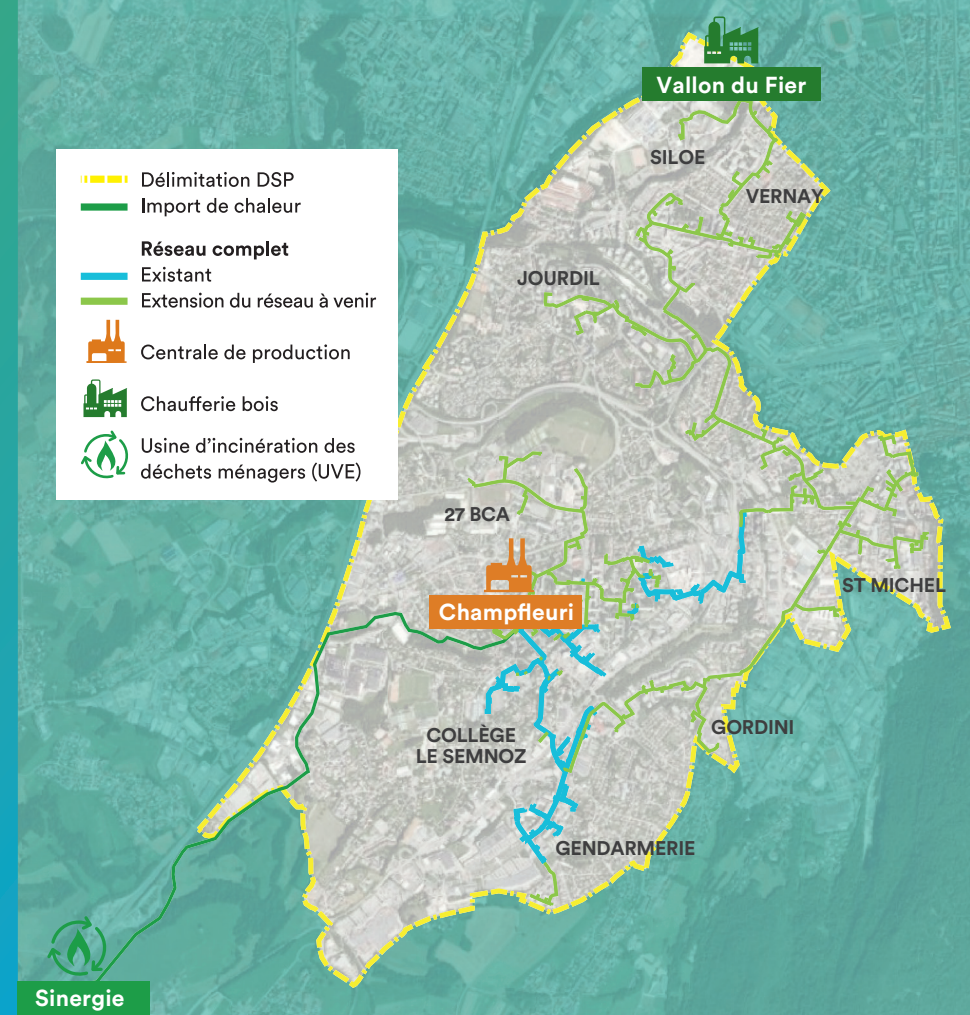 Vallon du Fier
SILOE
VERNAY
Délimitation DSP
Import de chaleur
Réseau complet
Existant
Extension du réseau à venir
Centrale de production
Chaufferie bois
Usine d'incinération des
déchets ménagers (UVE)
JOURDIL
27 BCA
Champfleuri
ST MICHEL
COLLÈGE
LE SEMNOZ
GORDINI
GENDARMERIE
Sinergie